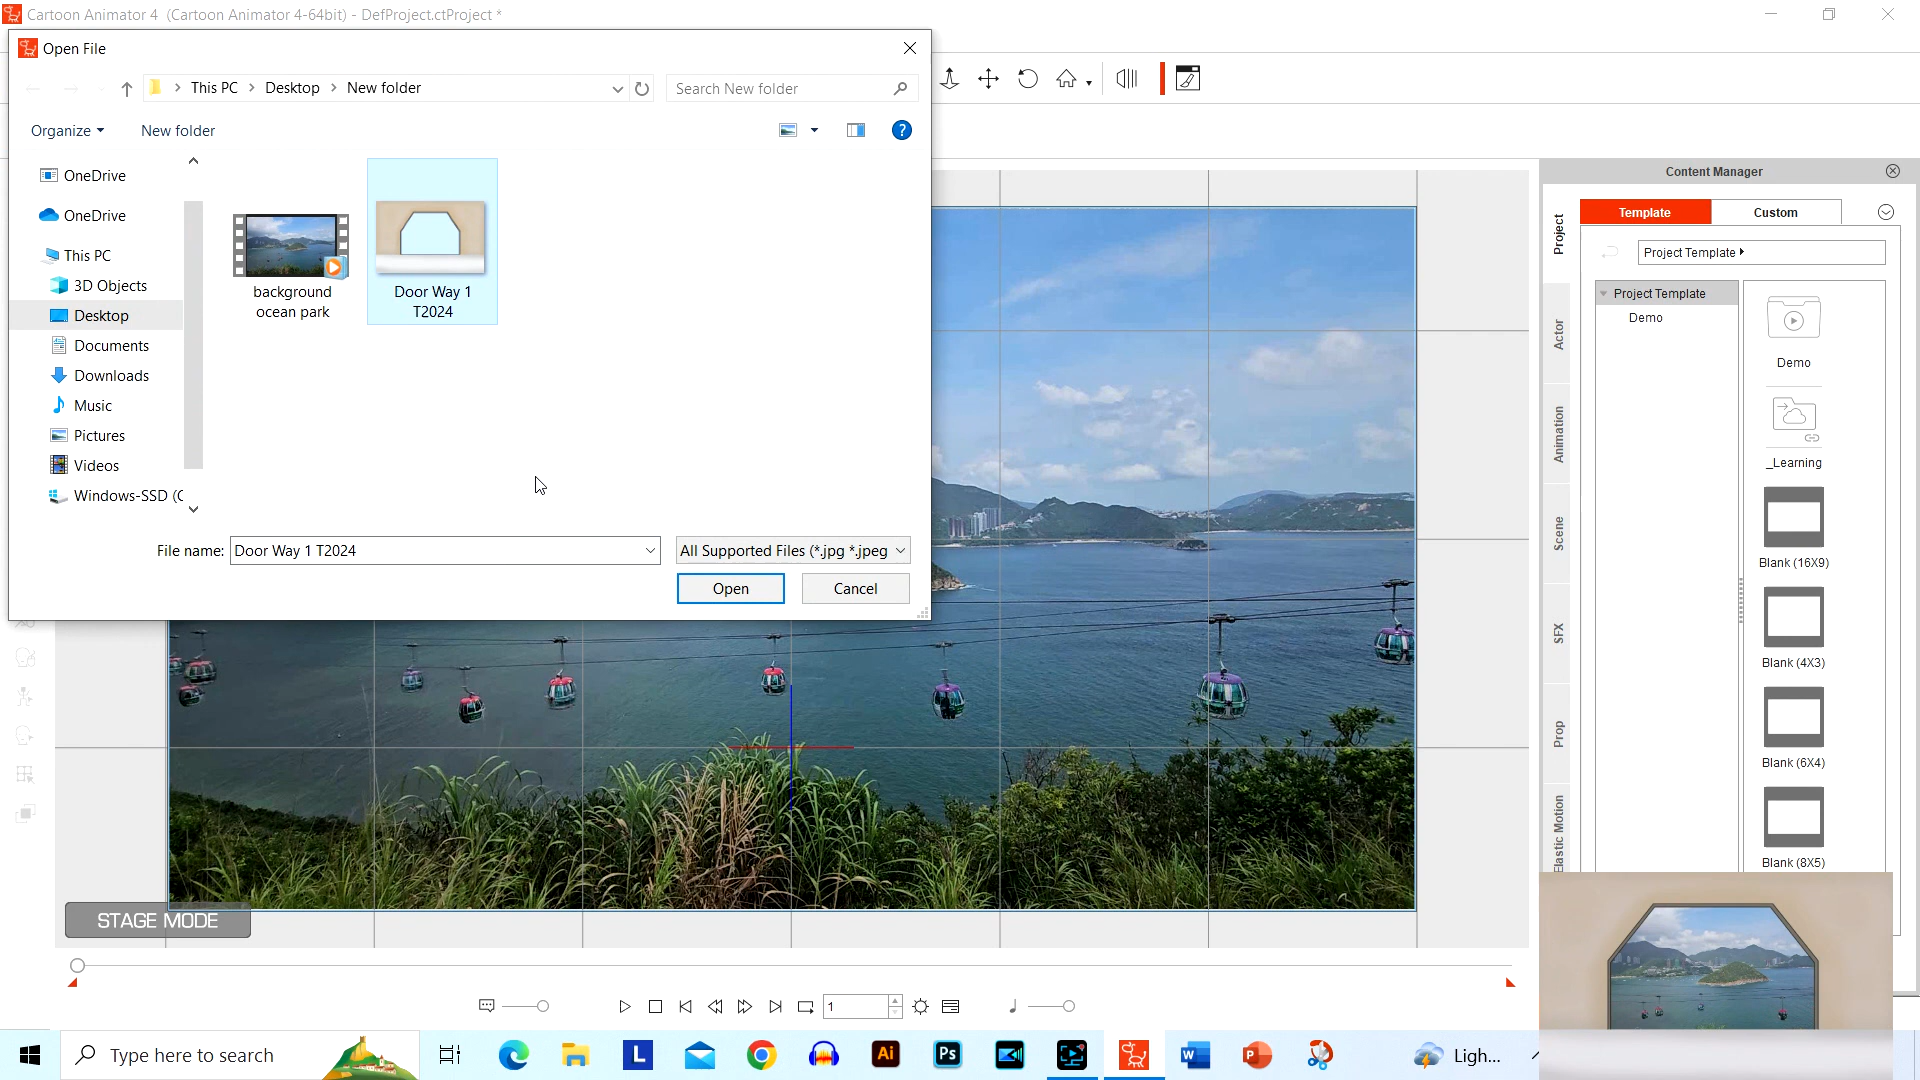 Cartoon Animator 4 (Cartoon Animator 4-64bit) - DefProject.ctProject *
Open File
This PC > Desktop > New folder
Search New folder
Organize
New folder
?
OneDrive
OneDrive
This PC
3D Objects
Desktop
Documents
Downloads
Music
Pictures
Videos
Windows-SSD (C
background
ocean park
Door Way 1
T2024
File name:
Door Way 1 T2024
All Supported Files (*.jpg *.jpeg
Open
Cancel
Content Manager
Template
Custom
Project Template
Project Template
Demo
Project
Actor
Animation
Scene
SFX
Prop
Elastic Motion
Demo
_Learning
Blank (16X9)
Blank (4X3)
Blank (6X4)
Blank (8X5)
STAGE MODE
1
Type here to search
L
Ai
Ps
W
P
Ligh...